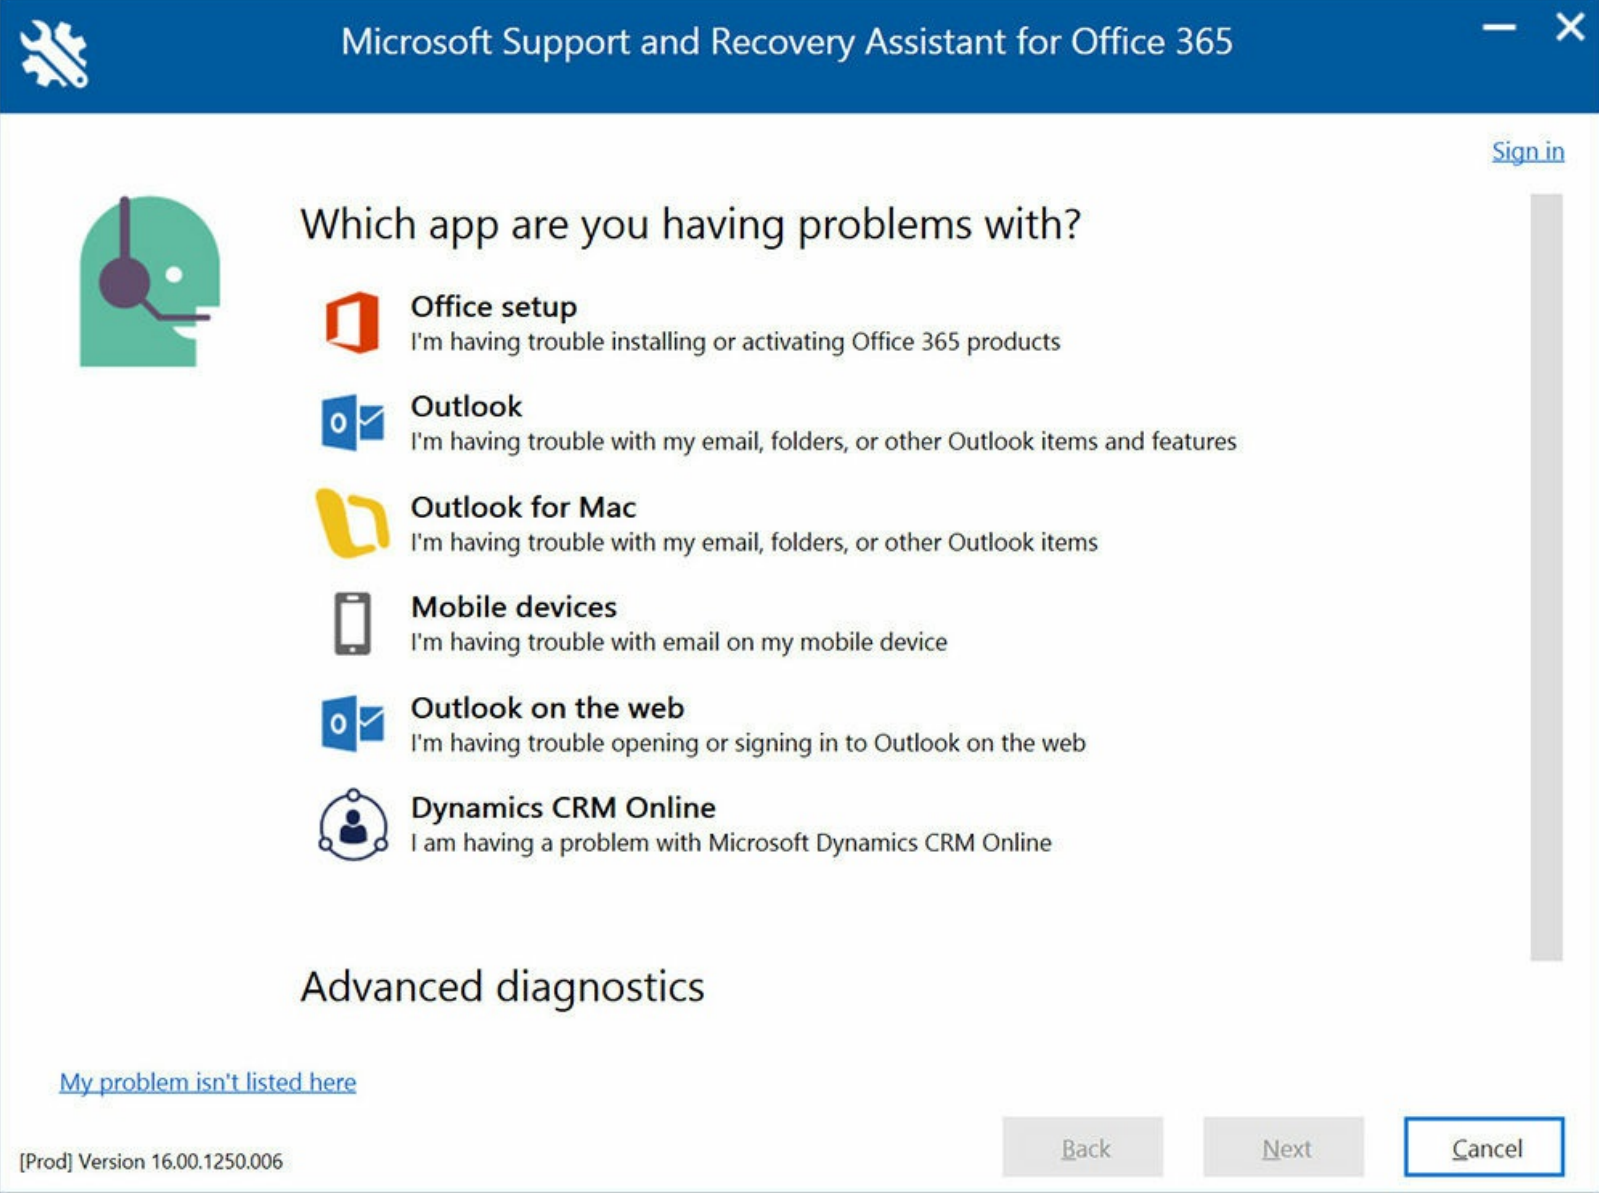 Microsoft Support and Recovery Assistant for Office 365
Sign in
Which app are you having problems with?
Office setup
I'm having trouble installing or activating Office 365 products
Outlook
I'm having trouble with my email, folders, or other Outlook items and features
Outlook for Mac
I'm having trouble with my email, folders, or other Outlook items
Mobile devices
I'm having trouble with email on my mobile device
Outlook on the web
I'm having trouble opening or signing in to Outlook on the web
Dynamics CRM Online
I am having a problem with Microsoft Dynamics CRM Online
Advanced diagnostics
My problem isn't listed here
Back
Next
Cancel
[Prod] Version 16.00.1250.006